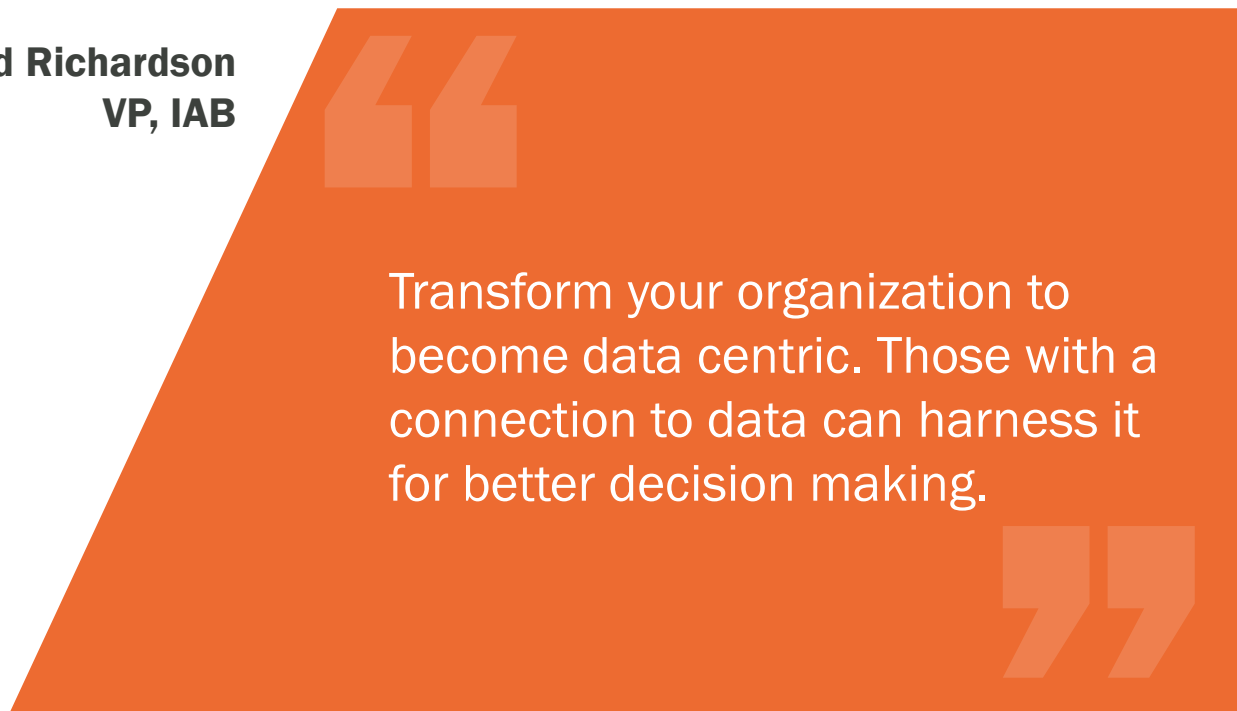 Richardson
VP, IAB
Transform your organization to
become data centric. Those with a
connection to data can harness it
for better decision making.